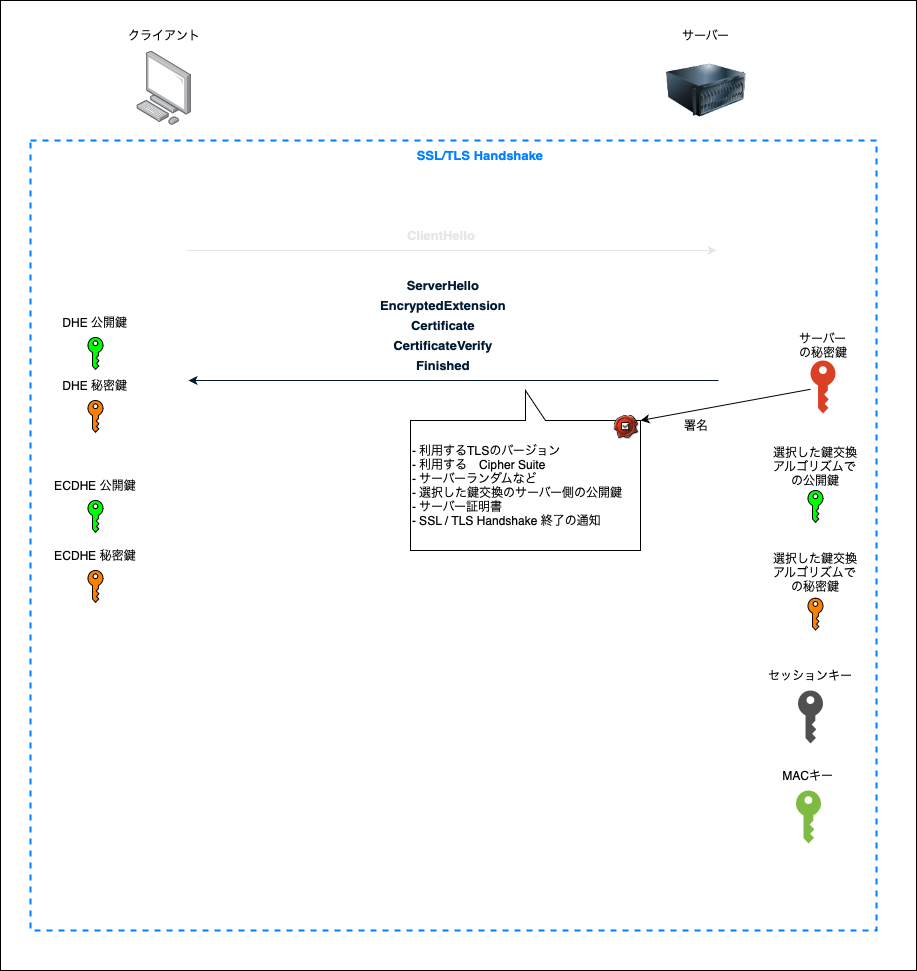 クライアント
サーバー
SSL/TLS Handshake
ClientHello
ServerHello
EncryptedExtension
Certificate
CertificateVerify
Finished
DHE 公開鍵
DHE 秘密鍵
ECDHE 公開鍵
ECDHE 秘密鍵
サーバー
の秘密鍵
署名
- 利用するTLSのバージョン
- 利用する　Cipher Suite
- サーバーランダムなど
- 選択した鍵交換のサーバー側の公開鍵
- サーバー証明書
- SSL / TLS Handshake 終了の通知
選択した鍵交換
アルゴリズムで
の公開鍵
選択した鍵交換
アルゴリズムで
の秘密鍵
セッションキー
MACキー